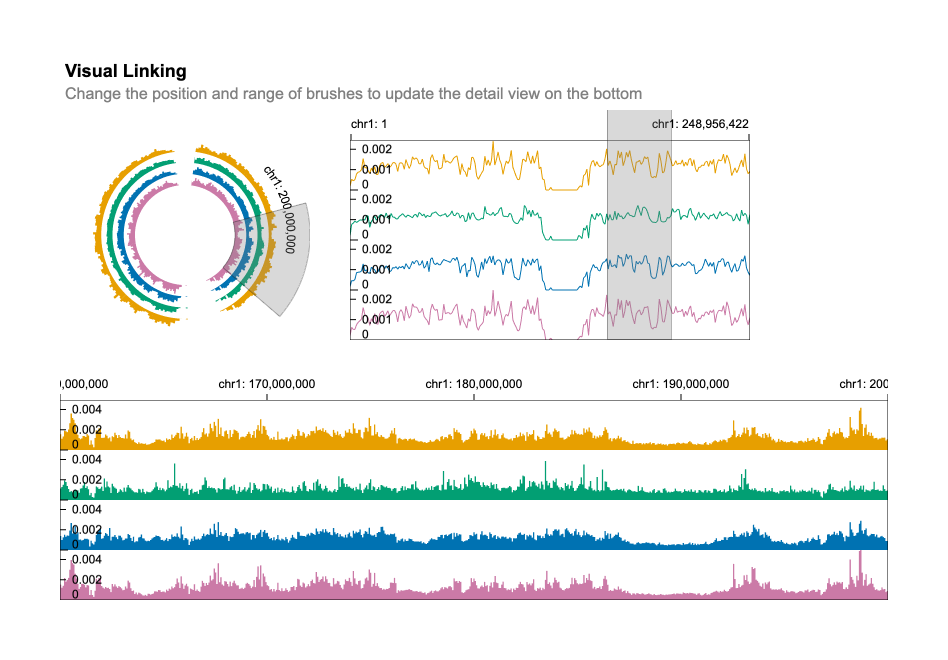 Visual Linking
Change the position and range of brushes to update the detail view on the bottom
chr1: 200,000,000
chr1: 1
chr1: 248,956,422
0.002
0.001
0
0.002
0.001
0
0.002
0.001
0
0.002
0.001
0
),000,000
chr1: 170,000,000
chr1: 180,000,000
chr1: 190,000,000
chr1: 200
0.004
0.002
0
0.004
0.002
0
0.004
0.002
0
0.004
0.002
0